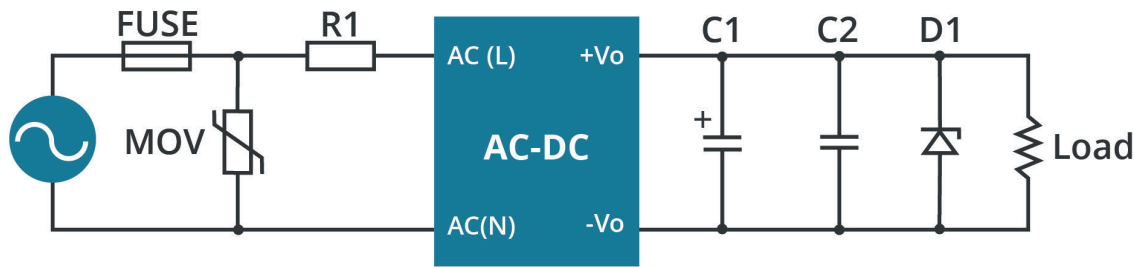 FUSE
R1
C1
C2
D1
AC (L)
+Vo
MOV
+
AC-DC
Load
AC(N)
-Vo